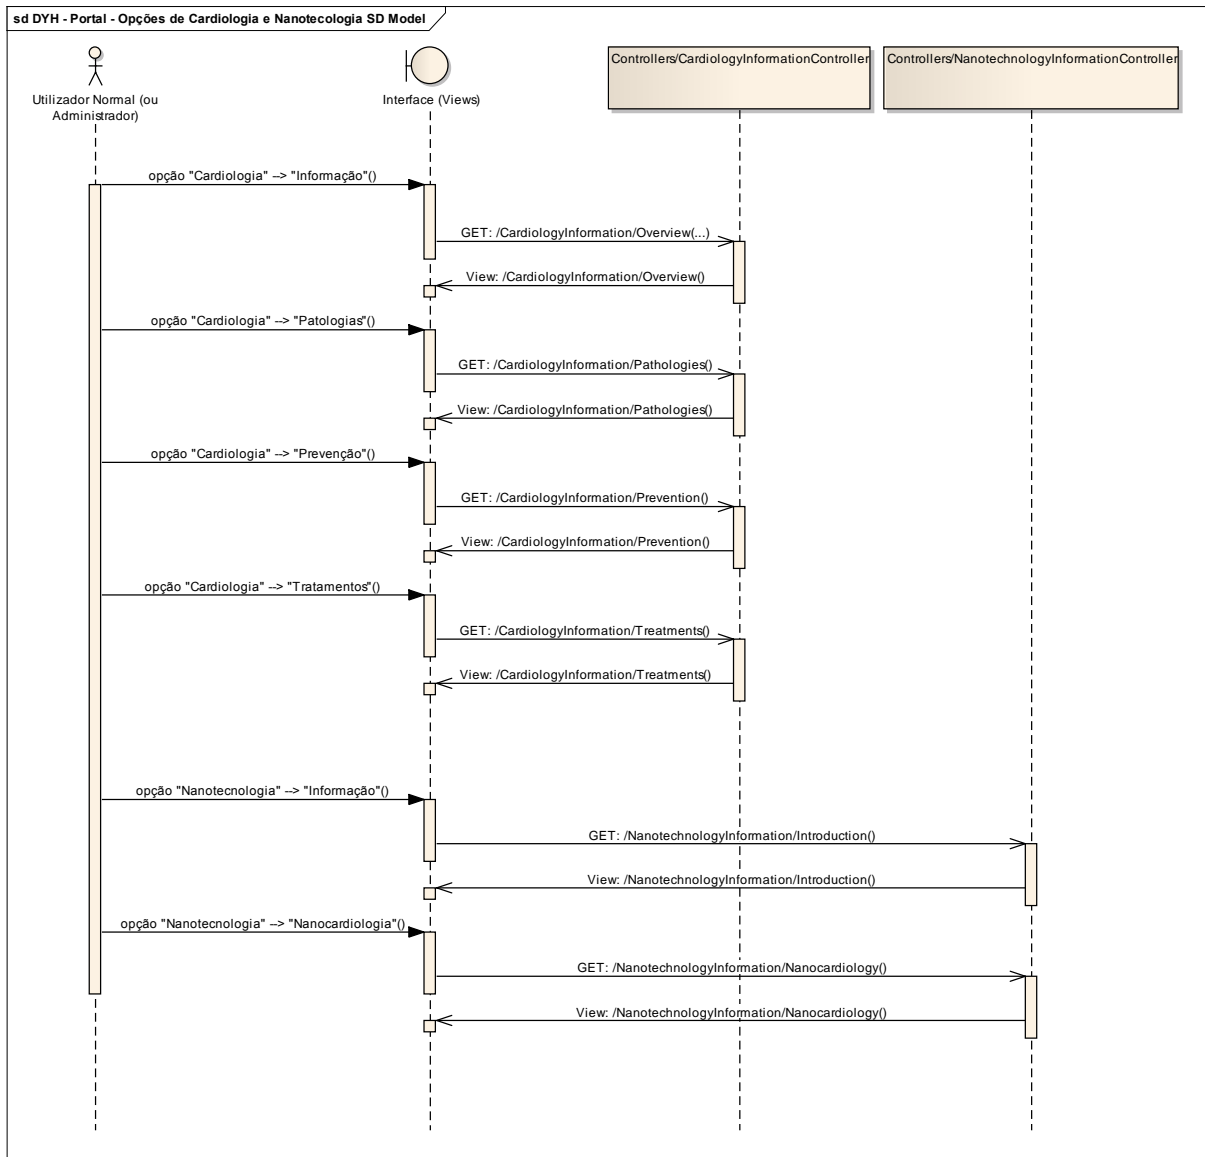 sd DYH - Portal - Opções de Cardiologia e Nanotecologia SD Model
Utilizador Normal (ou
Administrador)
Interface (Views)
Controllers/CardiologyInformationController
Controllers/NanotechnologyInformationController
opção "Cardiologia" --> "Informação"()
GET: /CardiologyInformation/Overview(...)
View: /CardiologyInformation/Overview()
opção "Cardiologia" --> "Patologias"()
GET: /CardiologyInformation/Pathologies()
View: /CardiologyInformation/Pathologies()
opção "Cardiologia" --> "Prevenção"()
GET: /CardiologyInformation/Prevention()
View: /CardiologyInformation/Prevention()
opção "Cardiologia" --> "Tratamentos"()
GET: /CardiologyInformation/Treatments()
View: /CardiologyInformation/Treatments()
opção "Nanotecnologia" --> "Informação"()
GET: /NanotechnologyInformation/Introduction()
View: /NanotechnologyInformation/Introduction()
opção "Nanotecnologia" --> "Nanocardiologia"()
GET: /NanotechnologyInformation/Nanocardiology()
View: /NanotechnologyInformation/Nanocardiology()